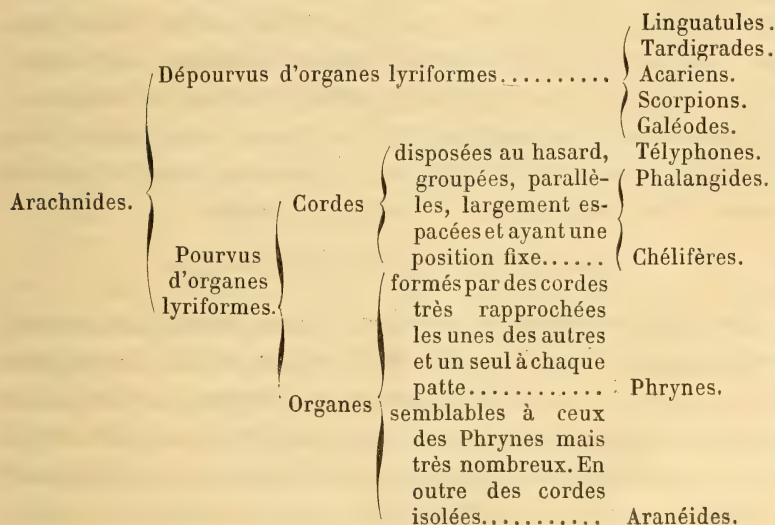 Linguatules.
Tardigrades.
Dépourvus d'organes lyriformes.......... Acariens.
Scorpions.
Galéodes.
disposées au hasard, Télyphones.
groupées, parallè- Phalangides.
Arachnides. Cordes les, largement es-
pacées et ayant une
Pourvus position fixe...... Chélifères.
d'organes formés par des cordes
lyriformes. très rapprochées
les unes des autres
et un seul à chaque
patte............ Phrynes.
Organes semblables à ceux
des Phrynes mais
très nombreux. En
outre des cordes
isolées........... Aranéides.